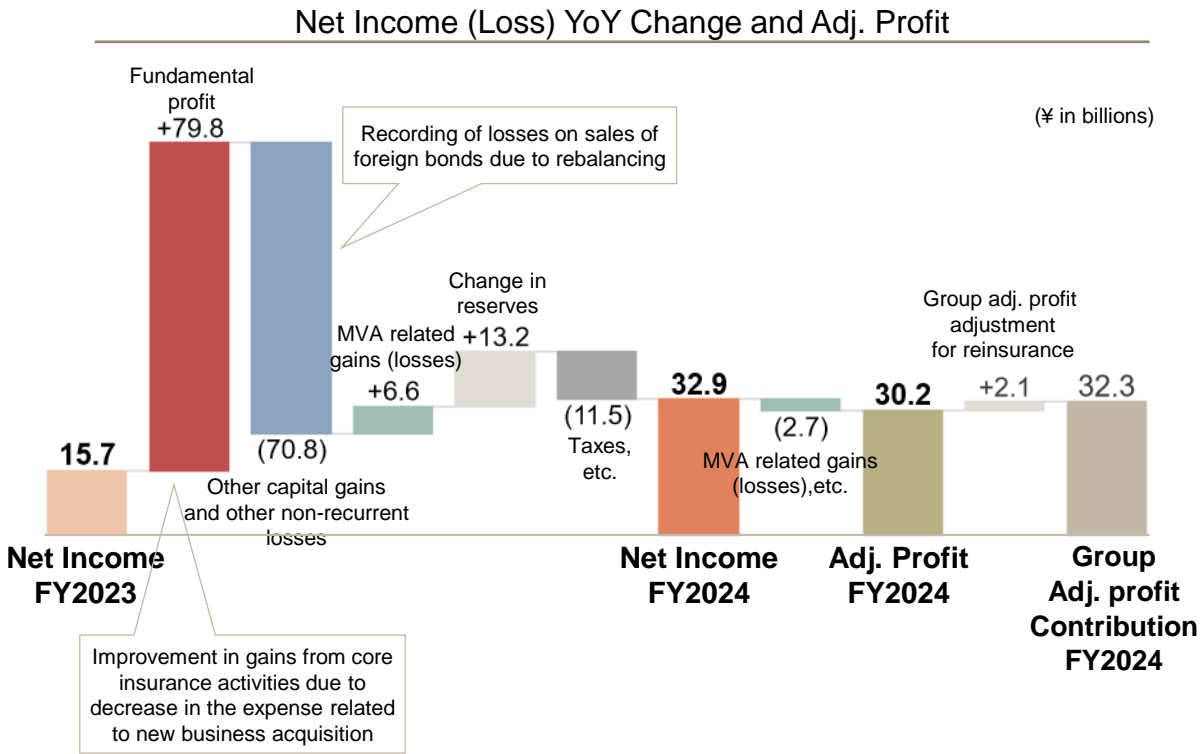 Net Income (Loss) YoY Change and Adj. Profit
(¥ in billions)
Fundamental
profit
+79.8
Recording of losses on sales of
foreign bonds due to rebalancing
Change in
reserves
+13.2
MVA related
gains (losses)
+6.6
Group adj. profit
adjustment
for reinsurance
+2.1
32.3
15.7
(70.8)
Other capital gains
and other non-recurrent
losses
(11.5)
Taxes,
etc.
32.9
(2.7)
MVA related gains
(losses),etc.
30.2
Net Income
FY2023
Net Income
FY2024
Adj. Profit
FY2024
Group
Adj. profit
Contribution
FY2024
Improvement in gains from core
insurance activities due to
decrease in the expense related
to new business acquisition